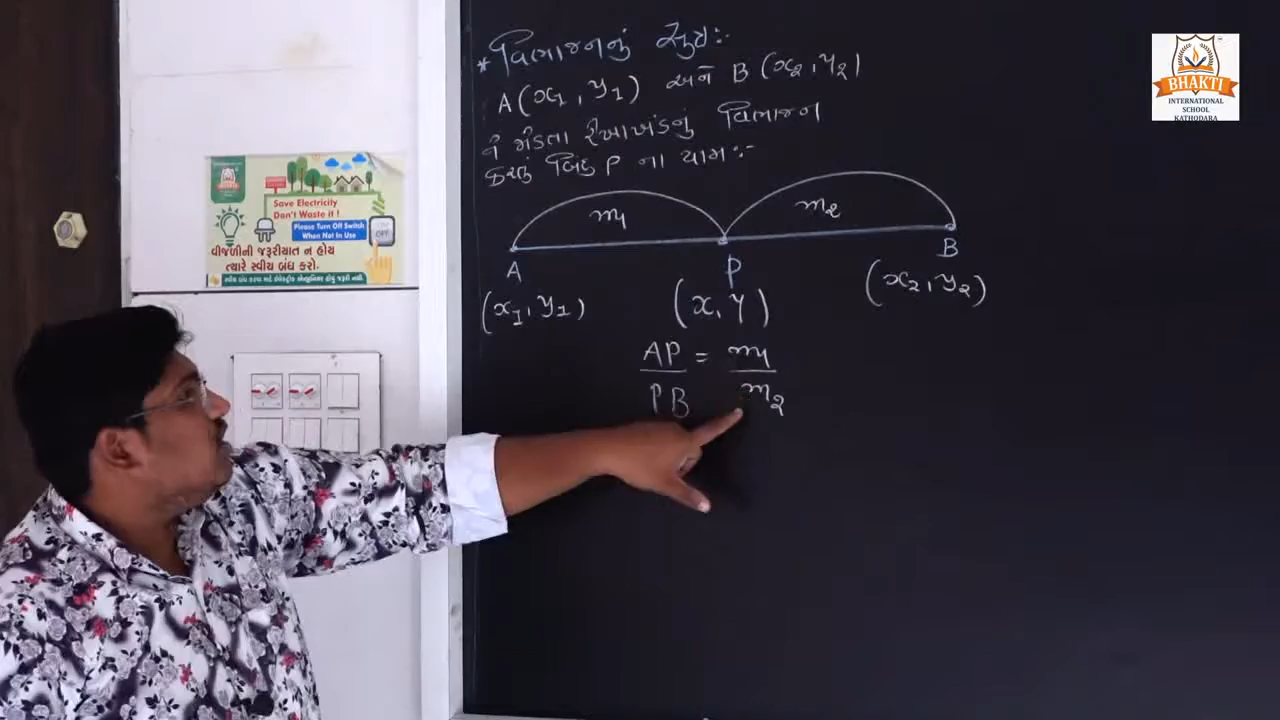 * વિભાજનનું સૂત્ર :-
A (x1 , y1) અને B (x2 , y2)
ને જોડતા રેખાખંડનું વિભાજન
કરતું બિંદુ P ના યામ :-
m1 m2
A P B
(x1 , y1) (x, y) (x2 , y2)
AP = m1
PB m2
Save Electricity
Don't Waste it !
Please Turn Off Switch
When Not In Use
OFF
વીજળીની જરૂરીયાત ન હોય
ત્યારે સ્વીચ બંધ કરો.
BHAKTI
INTERNATIONAL
SCHOOL
KATHODARA